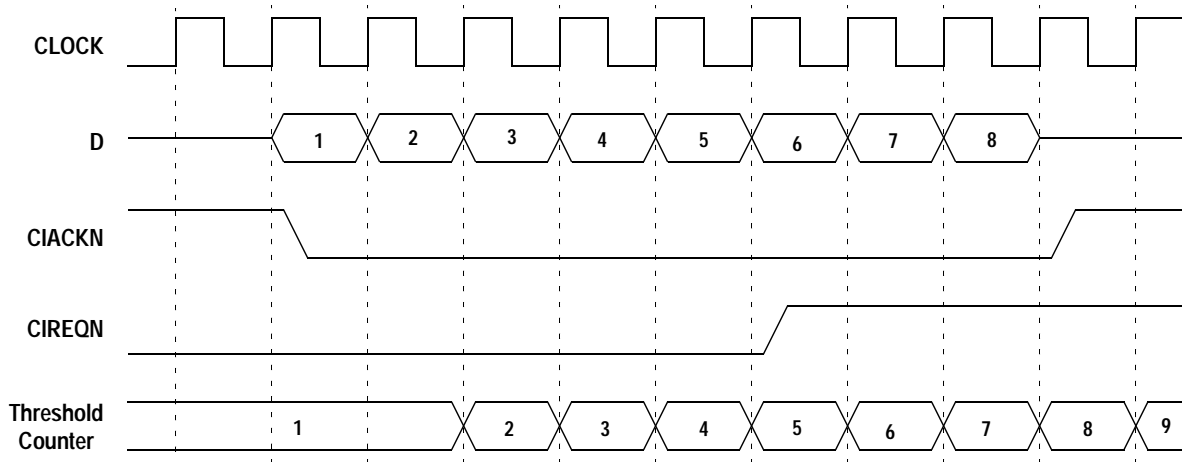 CLOCK
D
1 2 3 4 5 6 7 8
CIACKN
CIREQN
Threshold
Counter
1 2 3 4 5 6 7 8 9